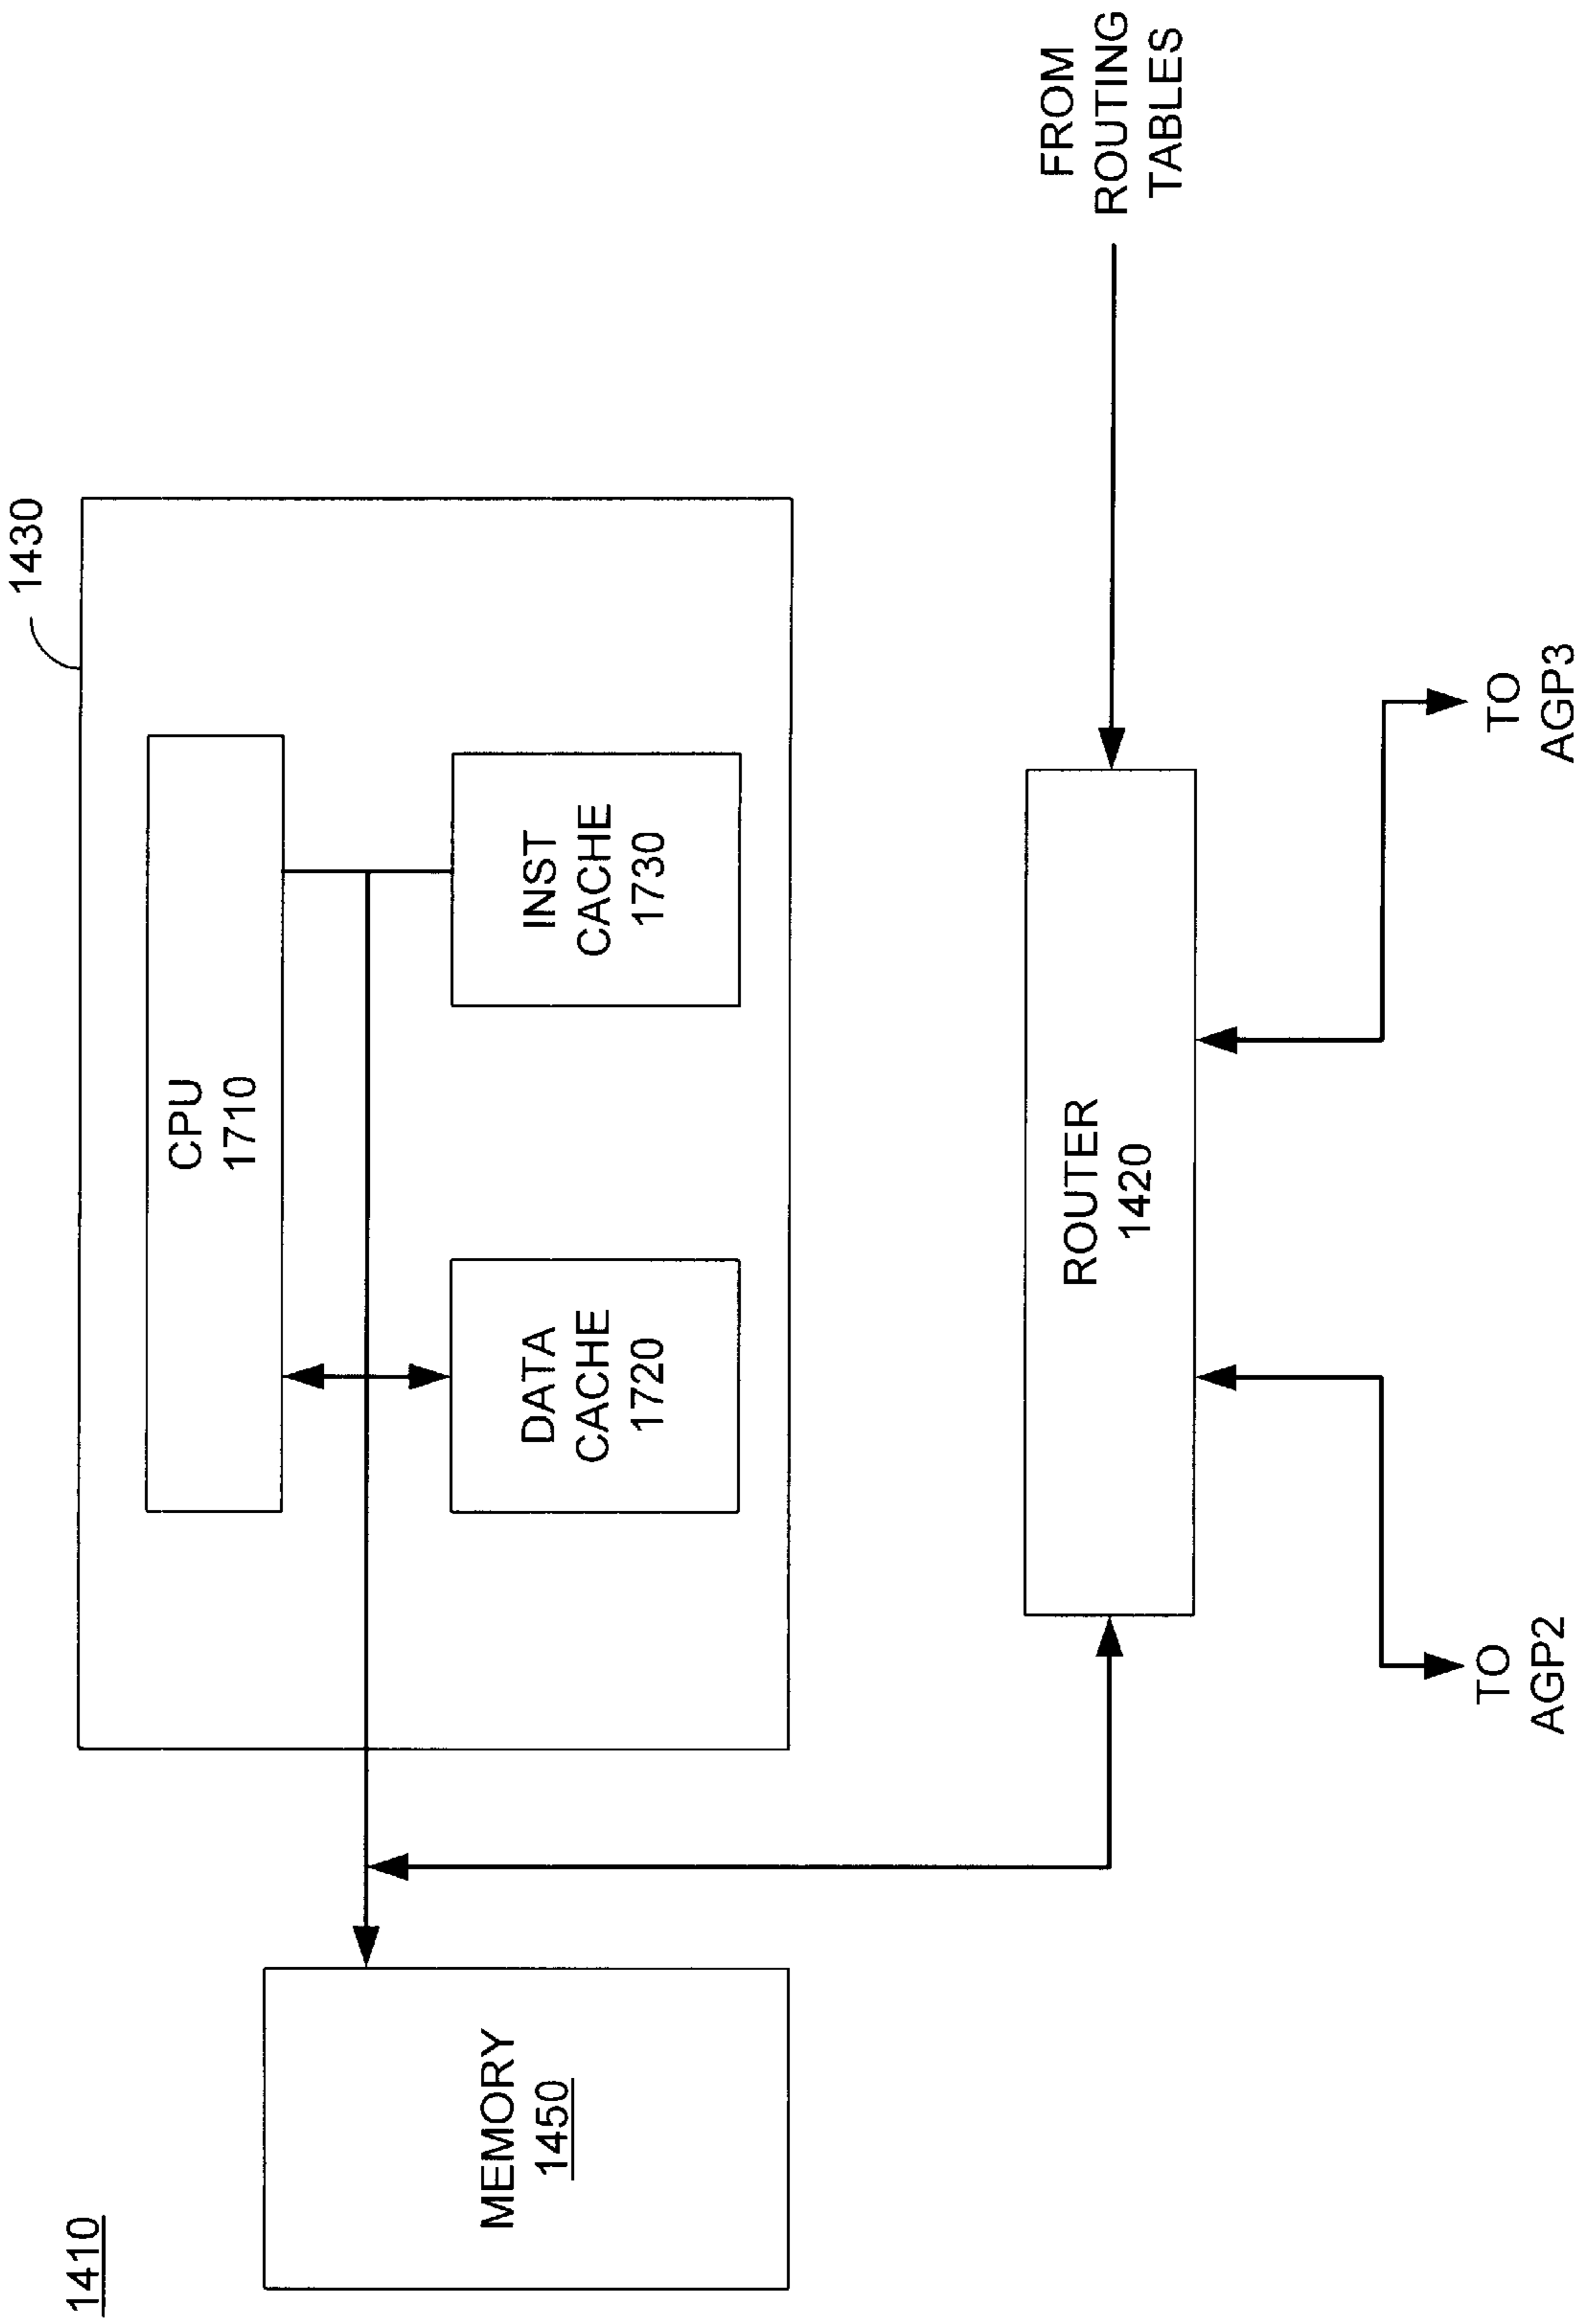 1410
1430
CPU
1710
MEMORY
1450
DATA
CACHE
1720
INST
CACHE
1730
ROUTER
1420
FROM
ROUTING
TABLES
TO
AGP2
TO
AGP3